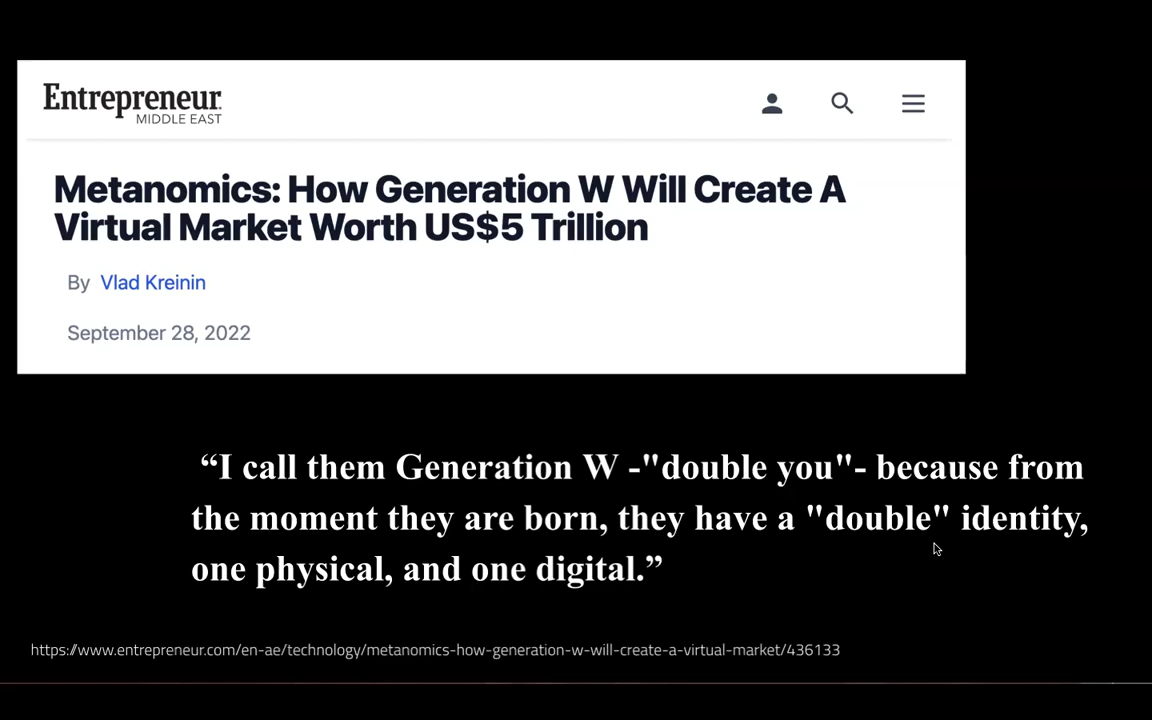 Entrepreneur
MIDDLE EAST
Metanomics: How Generation W Will Create A
Virtual Market Worth US$5 Trillion
By Vlad Kreinin
September 28, 2022
“I call them Generation W -"double you"- because from
the moment they are born, they have a "double" identity,
one physical, and one digital.”
https://www.entrepreneur.com/en-ae/technology/metanomics-how-generation-w-will-create-a-virtual-market/436133